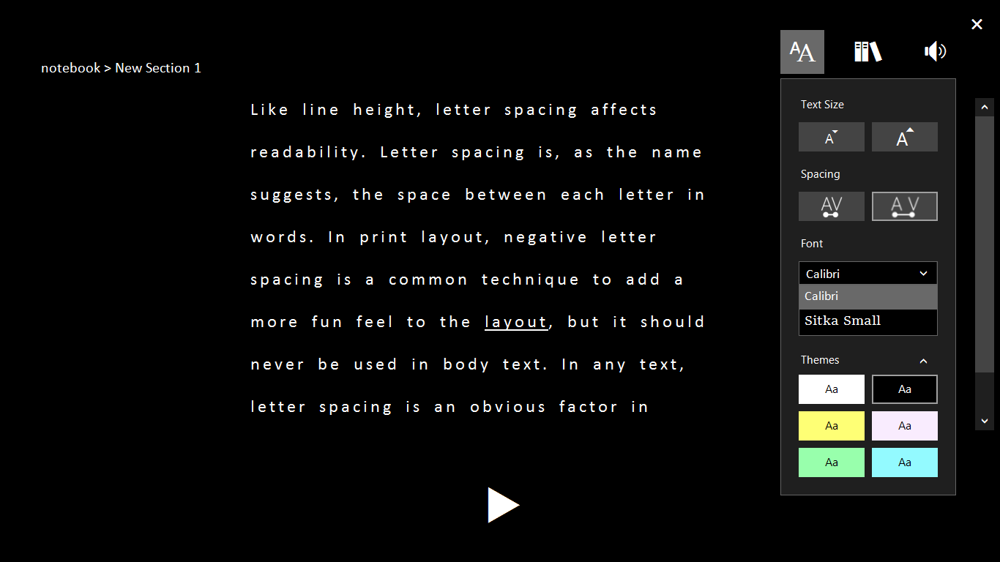 notebook > New Section 1
Like line height, letter spacing affects
readability. Letter spacing is, as the name
suggests, the space between each letter in
words. In print layout, negative letter
spacing is a common technique to add a
more fun feel to the layout, but it should
never be used in body text. In any text,
letter spacing is an obvious factor in
AA
Text Size
A A
Spacing
AV A V
Font
Calibri
Calibri
Sitka Small
Themes
Aa Aa
Aa Aa
Aa Aa